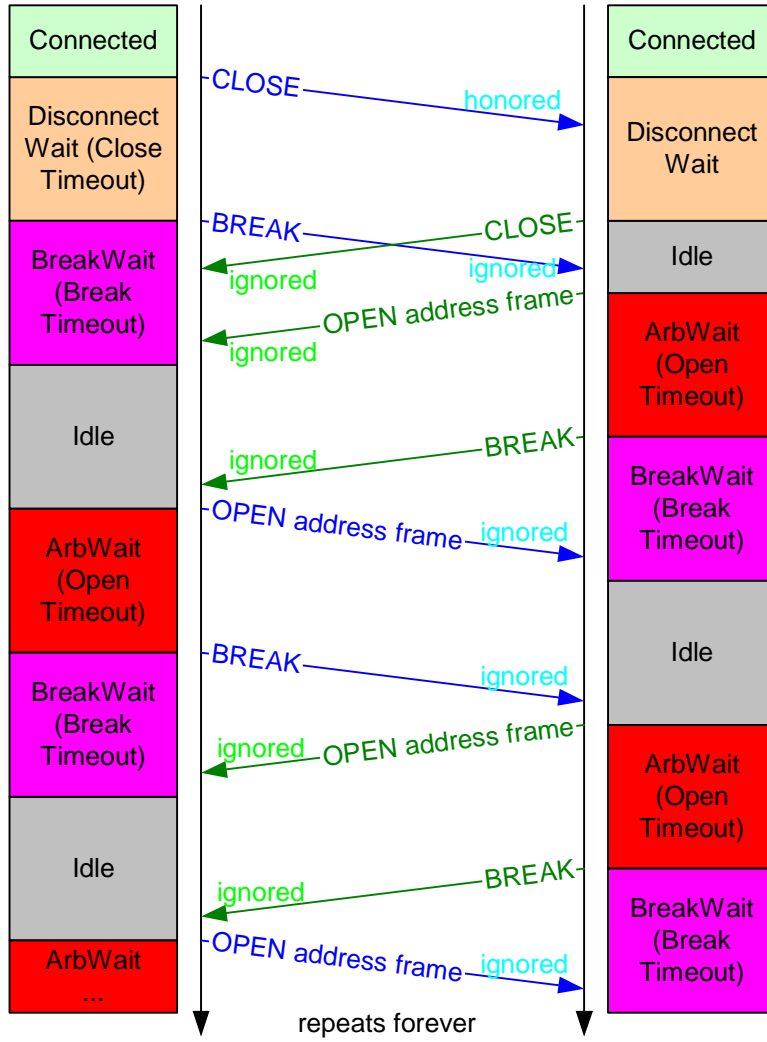 Connected
Connected
CLOSE
honored
Disconnect
Wait (Close
Timeout)
Disconnect
Wait
BREAK
CLOSE
ignored
ignored
BreakWait
(Break
Timeout)
Idle
OPEN address frame
ignored
ArbWait
(Open
Timeout)
Idle
BREAK
ignored
OPEN address frame
ignored
BreakWait
(Break
Timeout)
ArbWait
(Open
Timeout)
BREAK
ignored
Idle
BreakWait
(Break
Timeout)
OPEN address frame
ignored
ArbWait
(Open
Timeout)
Idle
BREAK
ignored
OPEN address frame
ignored
BreakWait
(Break
Timeout)
ArbWait
...
repeats forever